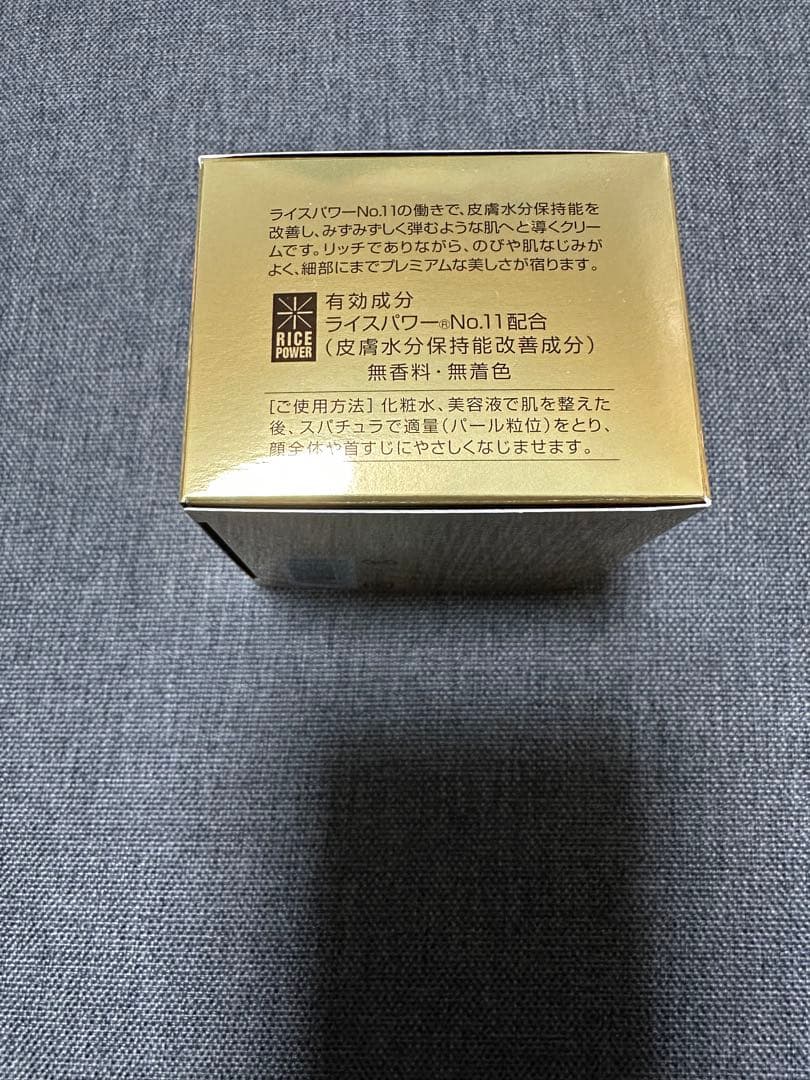 ライスパワーNo.11の働きで、皮膚水分保持能を
改善し、みずみずしく弾むような肌へと導くクリー
ムです。リッチでありながら、のびや肌なじみが
よく、細部にまでプレミアムな美しさが宿ります。
RICE
POWER
有効成分
ライスパワー®No.11配合
(皮膚水分保持能改善成分)
無香料・無着色
[ご使用方法] 化粧水、美容液で肌を整えた
後、スパチュラで適量(パール粒位)をとり、
顔全体や首すじにやさしくなじませます。